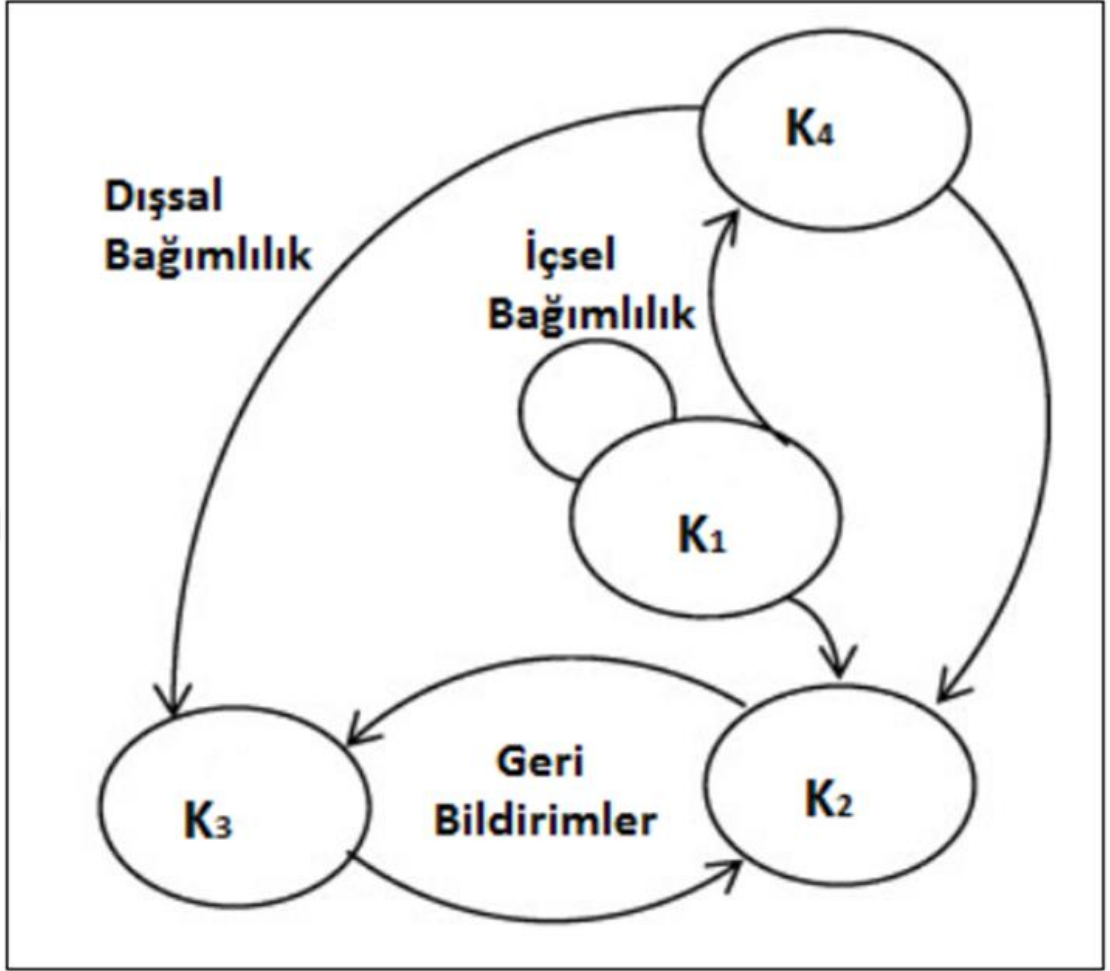 K4
Dışsal
Bağımlılık
İçsel
Bağımlılık
K1
Geri
Bildirimler
K3
K2